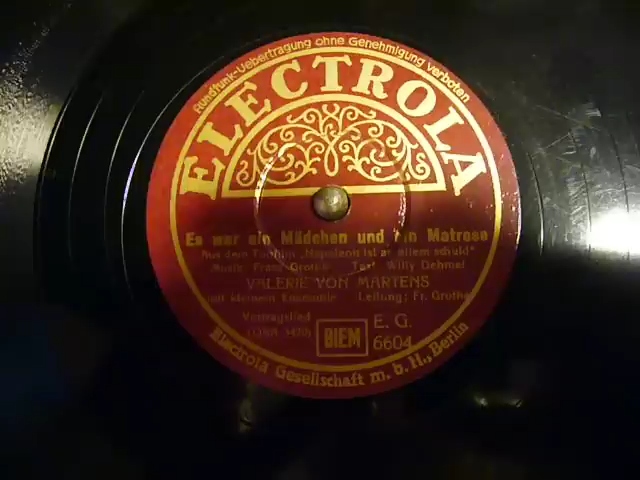 Rundfunk-Uebertragung ohne Genehmigung verboten
ELECTROLA
Es war ein Mädchen und ein Matrose
Aus dem Tonfilm „Napoleon ist an allem schuld"
Musik: Franz Grothe Text: Willy Dehmel
VALERIE VON MARTENS
mit kleinem Ensemble Leitung: Fr. Grothe
Vortragslied
BIEM
E. G.
6604
Electrola Gesellschaft m. b. H., Berlin